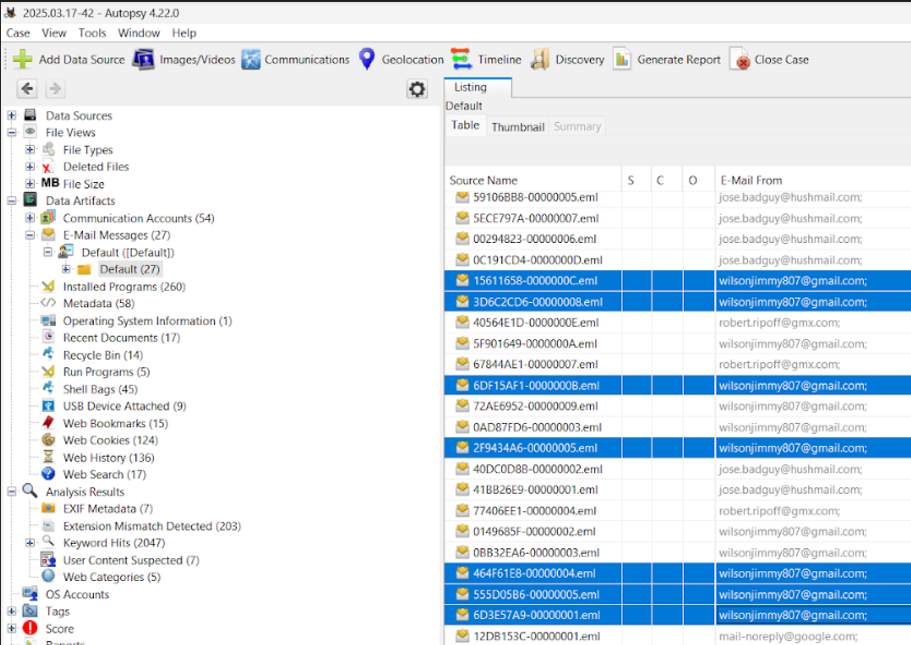 2025.03.17-42 - Autopsy 4.22.0
Case View Tools Window Help
Add Data Source Images/Videos Communications Geolocation Timeline Discovery Generate Report Close Case
Data Sources
File Views
File Types
Deleted Files
MB File Size
Data Artifacts
Communication Accounts (54)
E-Mail Messages (27)
Default ([Default])
Default (27)
Installed Programs (260)
Metadata (58)
Operating System Information (1)
Recent Documents (17)
Recycle Bin (14)
Run Programs (5)
Shell Bags (45)
USB Device Attached (9)
Web Bookmarks (15)
Web Cookies (124)
Web History (136)
Web Search (17)
Analysis Results
EXIF Metadata (7)
Extension Mismatch Detected (203)
Keyword Hits (2047)
User Content Suspected (7)
Web Categories (5)
OS Accounts
Tags
Score
Reports
Listing
Default
Table Thumbnail Summary
Source Name S C O E-Mail From
59106BB8-00000005.eml jose.badguy@hushmail.com;
5ECE797A-00000007.eml jose.badguy@hushmail.com;
00294823-00000006.eml jose.badguy@hushmail.com;
0C191CD4-0000000D.eml jose.badguy@hushmail.com;
15611658-0000000C.eml wilsonjimmy807@gmail.com;
3D6C2CD6-00000008.eml wilsonjimmy807@gmail.com;
40564E1D-0000000E.eml robert.ripoff@gmx.com;
5F901649-0000000A.eml wilsonjimmy807@gmail.com;
67844AE1-00000007.eml robert.ripoff@gmx.com;
6DF15AF1-0000000B.eml wilsonjimmy807@gmail.com;
72AE6952-00000009.eml wilsonjimmy807@gmail.com;
0AD87FD6-00000003.eml wilsonjimmy807@gmail.com;
2F9434A6-00000005.eml wilsonjimmy807@gmail.com;
40DC0D8B-00000002.eml jose.badguy@hushmail.com;
41BB26E9-00000001.eml jose.badguy@hushmail.com;
77406EE1-00000004.eml robert.ripoff@gmx.com;
0149685F-00000002.eml wilsonjimmy807@gmail.com;
0BB32EA6-00000003.eml wilsonjimmy807@gmail.com;
464F61EB-00000004.eml wilsonjimmy807@gmail.com;
555D05B6-00000005.eml wilsonjimmy807@gmail.com;
6D3E57A9-00000001.eml wilsonjimmy807@gmail.com;
12DB153C-00000001.eml mail-noreply@google.com;